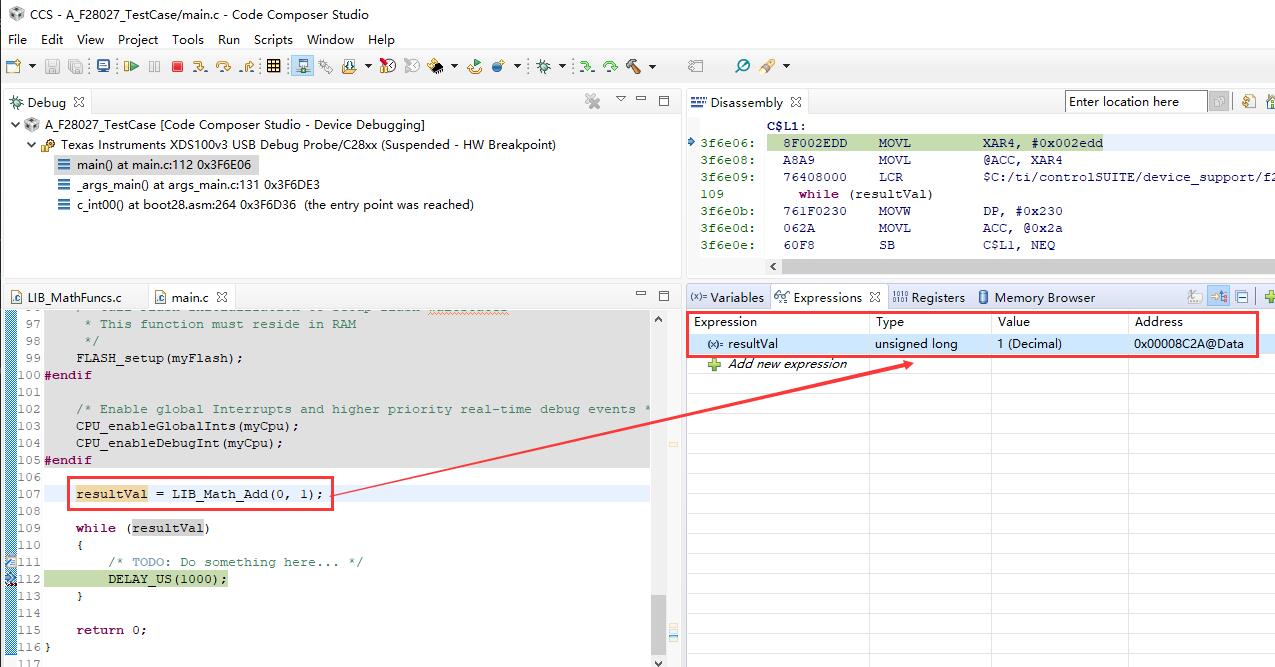 CCS - A_F28027_TestCase/main.c - Code Composer Studio
File Edit View Project Tools Run Scripts Window Help
Debug
A_F28027_TestCase [Code Composer Studio - Device Debugging]
Texas Instruments XDS100v3 USB Debug Probe/C28xx (Suspended - HW Breakpoint)
main() at main.c:112 0x3F6E06
_args_main() at args_main.c:131 0x3F6DE3
c_int00() at boot28.asm:264 0x3F6D36 (the entry point was reached)
Disassembly
Enter location here
C$L1:
3f6e06: 8F002EDD MOVL XAR4, #0x002edd
3f6e08: A8A9 MOVL @ACC, XAR4
3f6e09: 76408000 LCR $C:/ti/controlSUITE/device_support/f2
109 while (resultVal)
3f6e0b: 761F0230 MOVW DP, #0x230
3f6e0d: 062A MOVL ACC, @0x2a
3f6e0e: 60F8 SB C$L1, NEQ
LIB_MathFuncs.c
main.c
97 * This function must reside in RAM
98 */
99 FLASH_setup(myFlash);
100 #endif
101
102 /* Enable global Interrupts and higher priority real-time debug events *
103 CPU_enableGlobalInts(myCpu);
104 CPU_enableDebugInt(myCpu);
105 #endif
106
107 resultVal = LIB_Math_Add(0, 1);
108
109 while (resultVal)
110 {
111 /* TODO: Do something here... */
112 DELAY_US(1000);
113 }
114
115 return 0;
116 }
117
(x)= Variables Expressions Registers Memory Browser
Expression Type Value Address
(x)= resultVal unsigned long 1 (Decimal) 0x00008C2A@Data
Add new expression